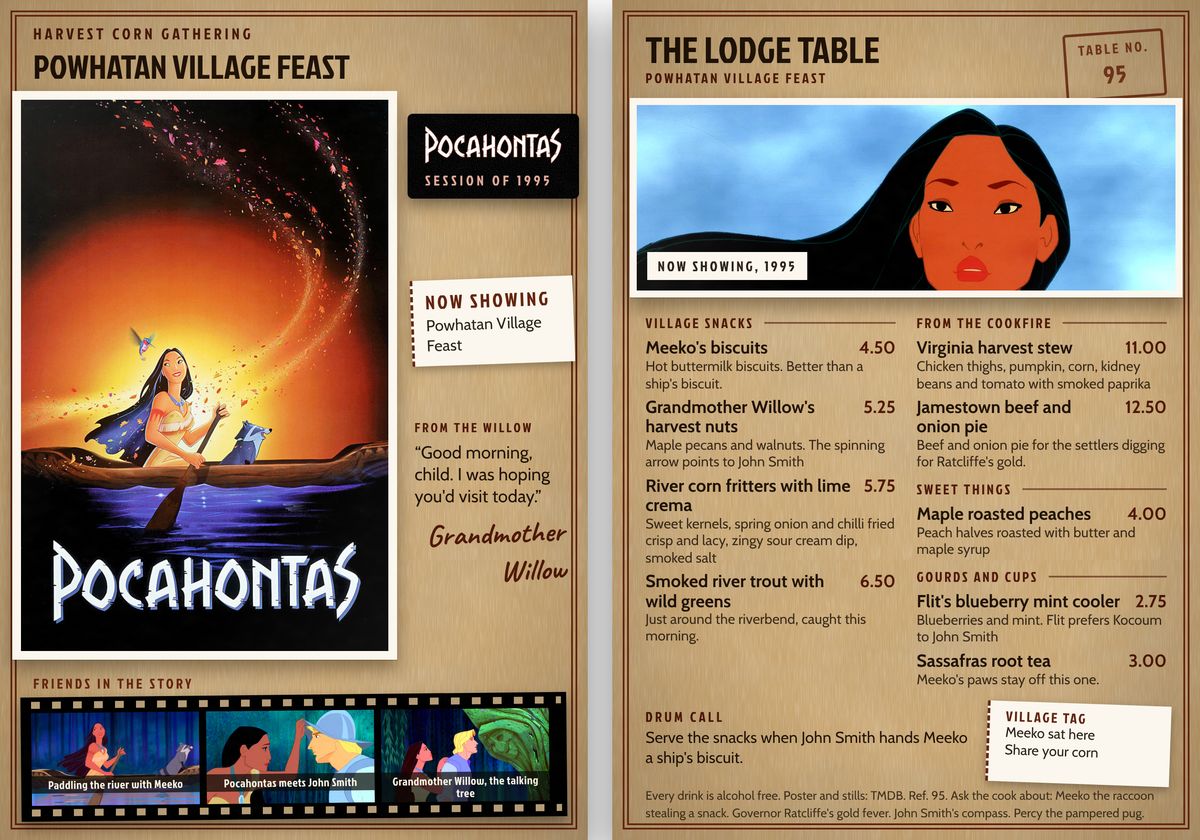 HARVEST CORN GATHERING
POWHATAN VILLAGE FEAST
POCAHONTAS
SESSION OF 1995
NOW SHOWING
Powhatan Village
Feast
FROM THE WILLOW
“Good morning,
child. I was hoping
you'd visit today.”
Grandmother
Willow
POCAHONTAS
FRIENDS IN THE STORY
Paddling the river with Meeko
Pocahontas meets John Smith
Grandmother Willow, the talking
tree
THE LODGE TABLE
POWHATAN VILLAGE FEAST
TABLE NO.
95
NOW SHOWING, 1995
VILLAGE SNACKS
Meeko's biscuits 4.50
Hot buttermilk biscuits. Better than a
ship's biscuit.
Grandmother Willow's 5.25
harvest nuts
Maple pecans and walnuts. The spinning
arrow points to John Smith
River corn fritters with lime 5.75
crema
Sweet kernels, spring onion and chilli fried
crisp and lacy, zingy sour cream dip,
smoked salt
Smoked river trout with 6.50
wild greens
Just around the riverbend, caught this
morning.
FROM THE COOKFIRE
Virginia harvest stew 11.00
Chicken thighs, pumpkin, corn, kidney
beans and tomato with smoked paprika
Jamestown beef and 12.50
onion pie
Beef and onion pie for the settlers digging
for Ratcliffe's gold.
SWEET THINGS
Maple roasted peaches 4.00
Peach halves roasted with butter and
maple syrup
GOURDS AND CUPS
Flit's blueberry mint cooler 2.75
Blueberries and mint. Flit prefers Kocoum
to John Smith
Sassafras root tea 3.00
Meeko's paws stay off this one.
DRUM CALL
Serve the snacks when John Smith hands Meeko
a ship's biscuit.
VILLAGE TAG
Meeko sat here
Share your corn
Every drink is alcohol free. Poster and stills: TMDB. Ref. 95. Ask the cook about: Meeko the raccoon
stealing a snack. Governor Ratcliffe's gold fever. John Smith's compass. Percy the pampered pug.